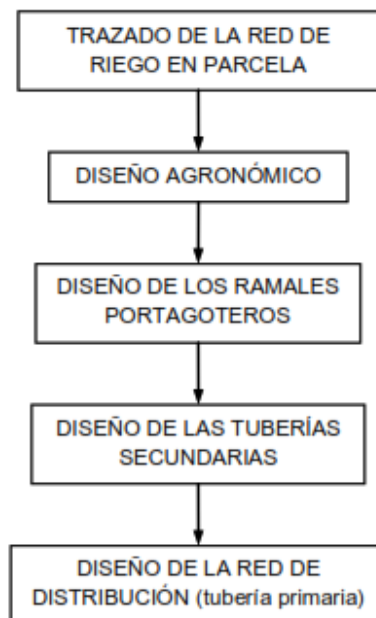 TRAZADO DE LA RED DE
RIEGO EN PARCELA
DISEÑO AGRONÓMICO
DISEÑO DE LOS RAMALES
PORTAGOTEROS
DISEÑO DE LAS TUBERÍAS
SECUNDARIAS
DISEÑO DE LA RED DE
DISTRIBUCIÓN (tubería primaria)